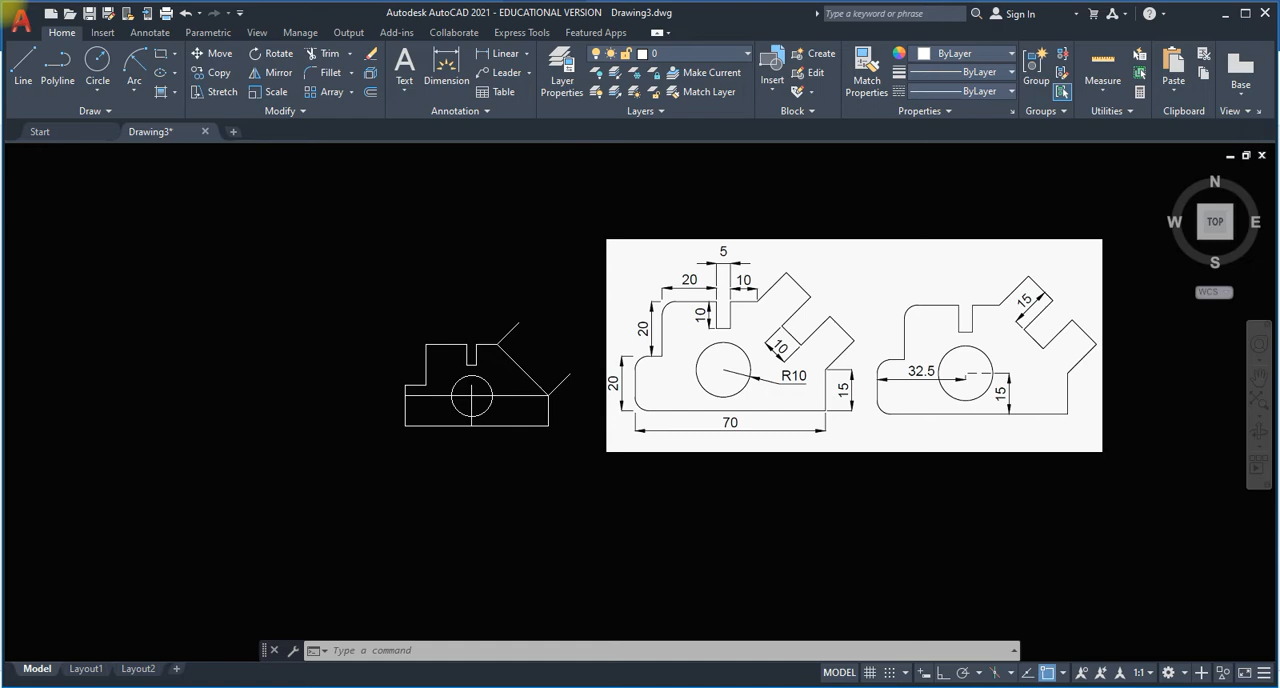 Autodesk AutoCAD 2021 - EDUCATIONAL VERSION Drawing3.dwg
Type a keyword or phrase
Sign In
Home Insert Annotate Parametric View Manage Output Add-ins Collaborate Express Tools Featured Apps
Line Polyline Circle Arc
Move Rotate Trim
Copy Mirror Fillet
Stretch Scale Array
Text Dimension
Linear
Leader
Table
Layer Properties
0
Make Current
Match Layer
Insert
Create
Edit
Match Properties
ByLayer
ByLayer
ByLayer
Group
Measure
Paste
Base
Draw Modify Annotation Layers Block Properties Groups Utilities Clipboard View
Start Drawing3*
N
W TOP E
S
WCS
5
20 10
10
20
20
10
R10
15
70
15
32.5
15
Type a command
Model Layout1 Layout2
MODEL 1:1